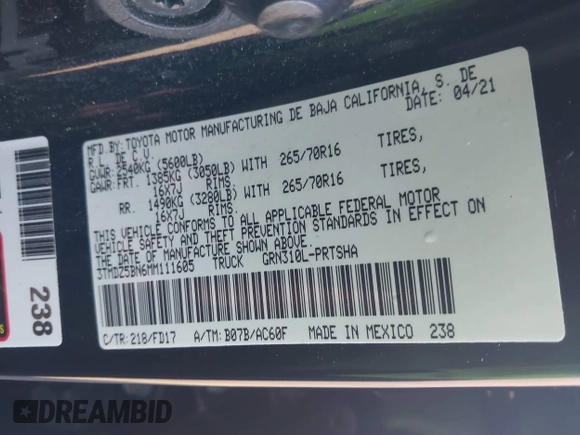 MFD. BY: TOYOTA MOTOR MANUFACTURING DE BAJA CALIFORNIA, S. DE
R.L. DE C.V. DATE: 04/21
GVWR: 2540KG (5600LB)
GAWR: FRT. 1385KG (3050LB) WITH 265/70R16 TIRES,
16X7J RIMS,
RR. 1490KG (3280LB) WITH 265/70R16 TIRES,
16X7J RIMS.
THIS VEHICLE CONFORMS TO ALL APPLICABLE FEDERAL MOTOR
VEHICLE SAFETY AND THEFT PREVENTION STANDARDS IN EFFECT ON
THE DATE OF MANUFACTURE SHOWN ABOVE.
3TMDZ5BN6MM111605 TRUCK GRN310L-PRTSHA
C/TR: 218/FD17 A/TM: B07B/AC60F MADE IN MEXICO 238
238
DREAMBID